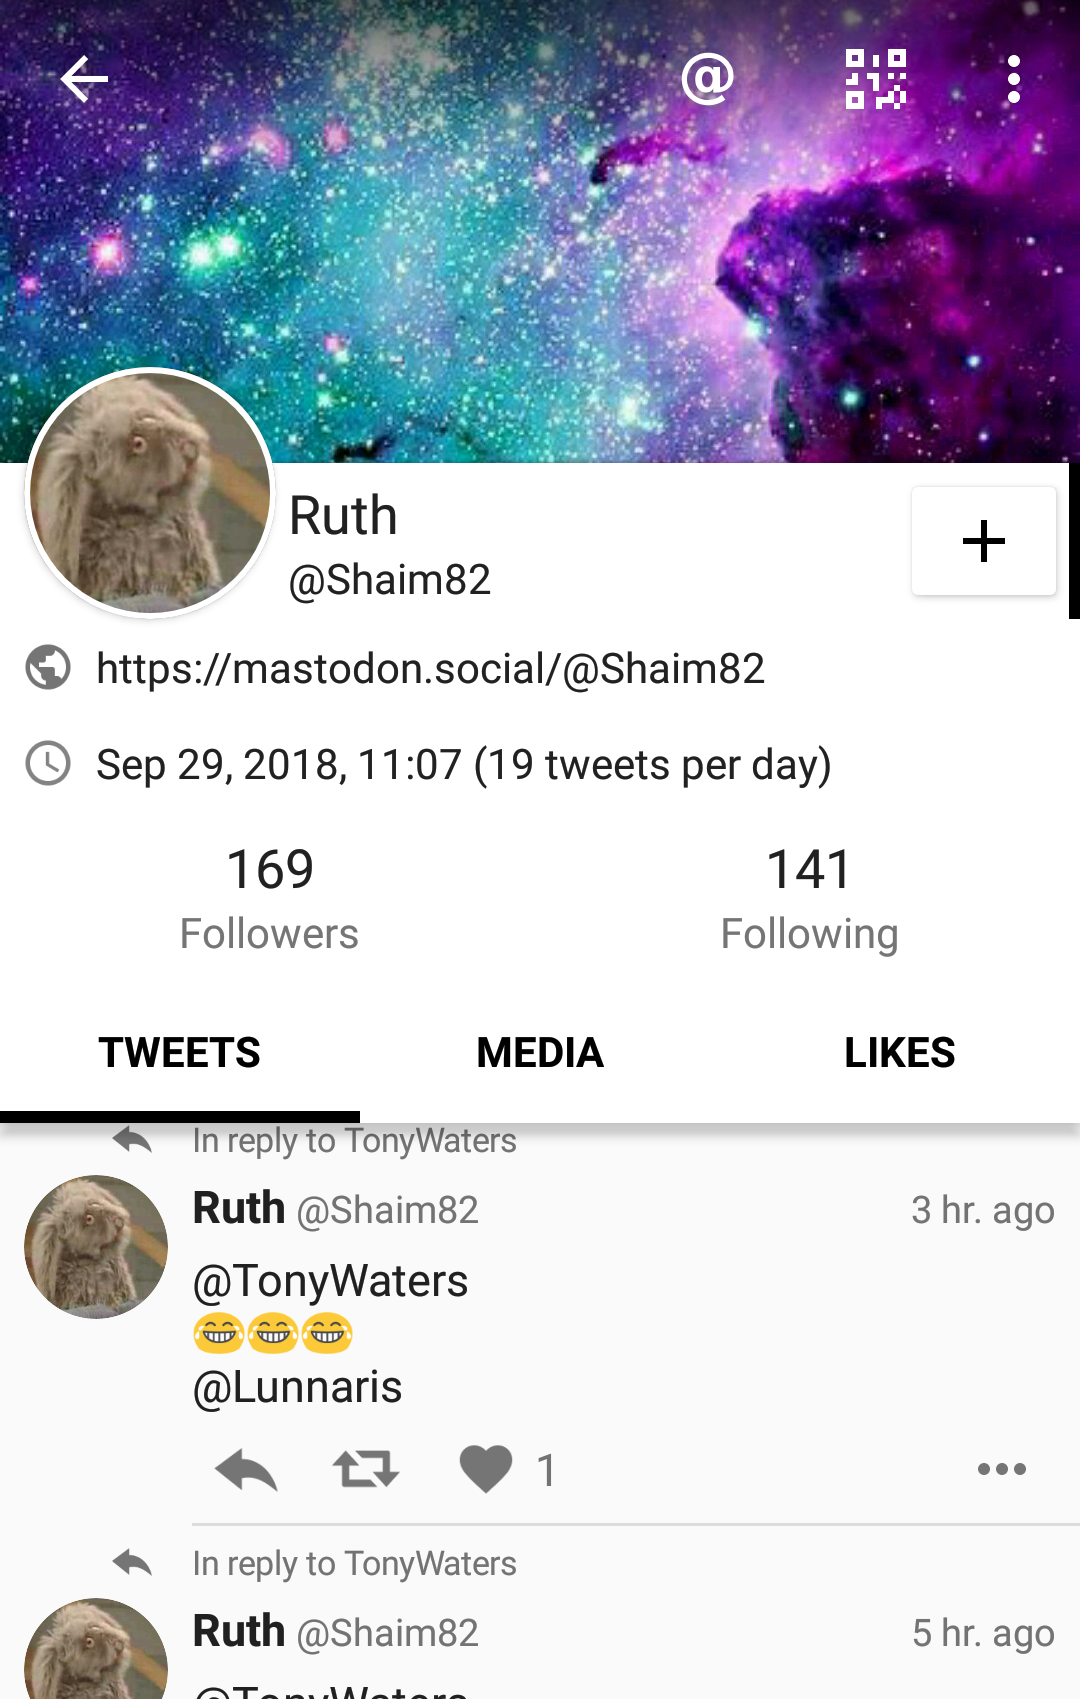 @
Ruth
@Shaim82
https://mastodon.social/@Shaim82
Sep 29, 2018, 11:07 (19 tweets per day)
169
Followers
141
Following
TWEETS
MEDIA
LIKES
In reply to TonyWaters
Ruth @Shaim82 3 hr. ago
@TonyWaters
😂😂😂
@Lunnaris
1
In reply to TonyWaters
Ruth @Shaim82 5 hr. ago
@TonyWaters